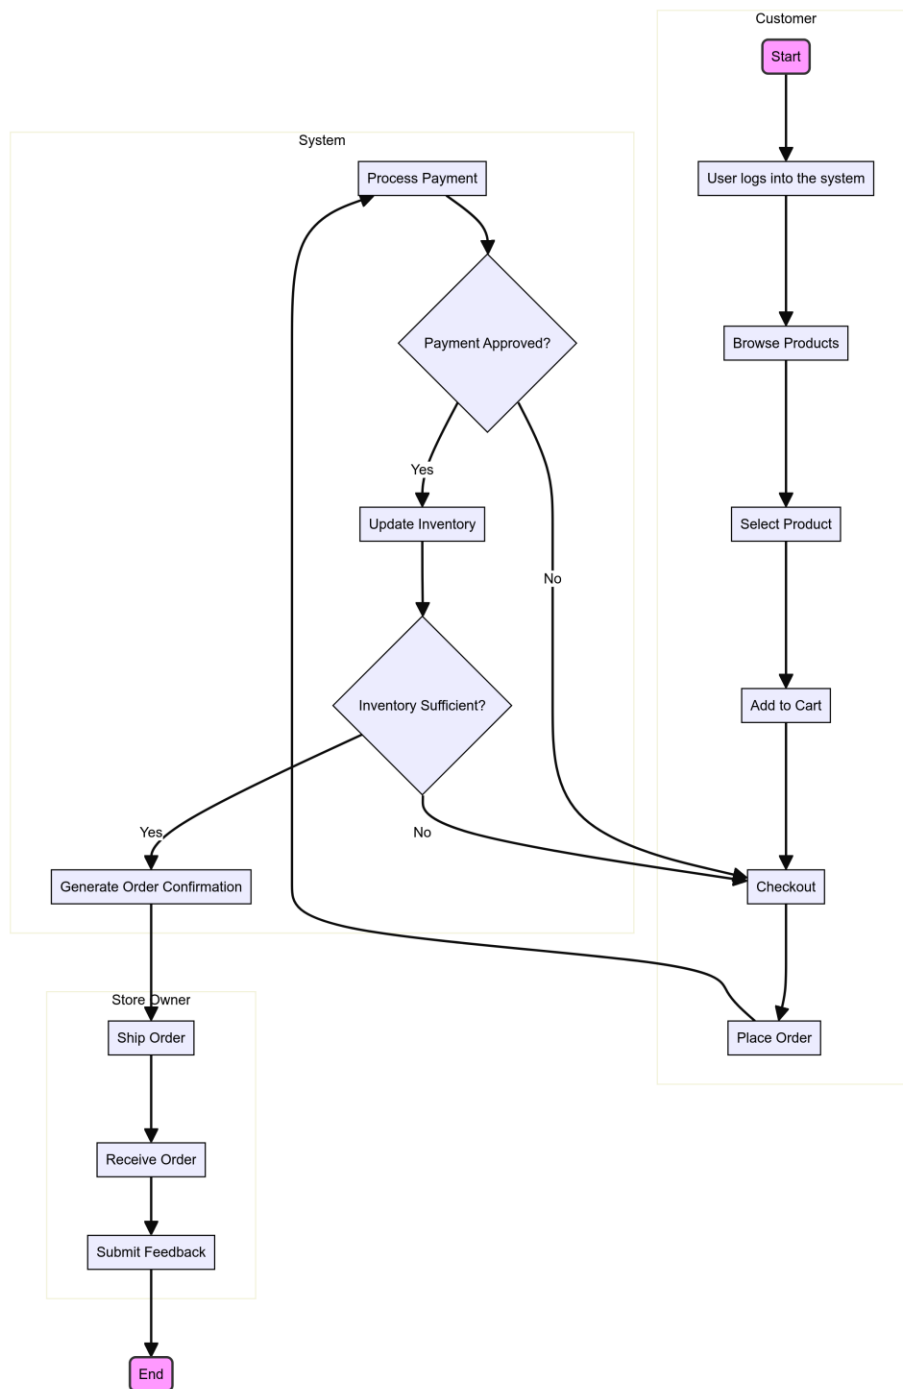 Customer
Start
System
Process Payment
User logs into the system
Payment Approved?
Browse Products
Yes
Update Inventory
Select Product
No
Inventory Sufficient?
Add to Cart
Yes
No
Generate Order Confirmation
Checkout
Store Owner
Ship Order
Place Order
Receive Order
Submit Feedback
End